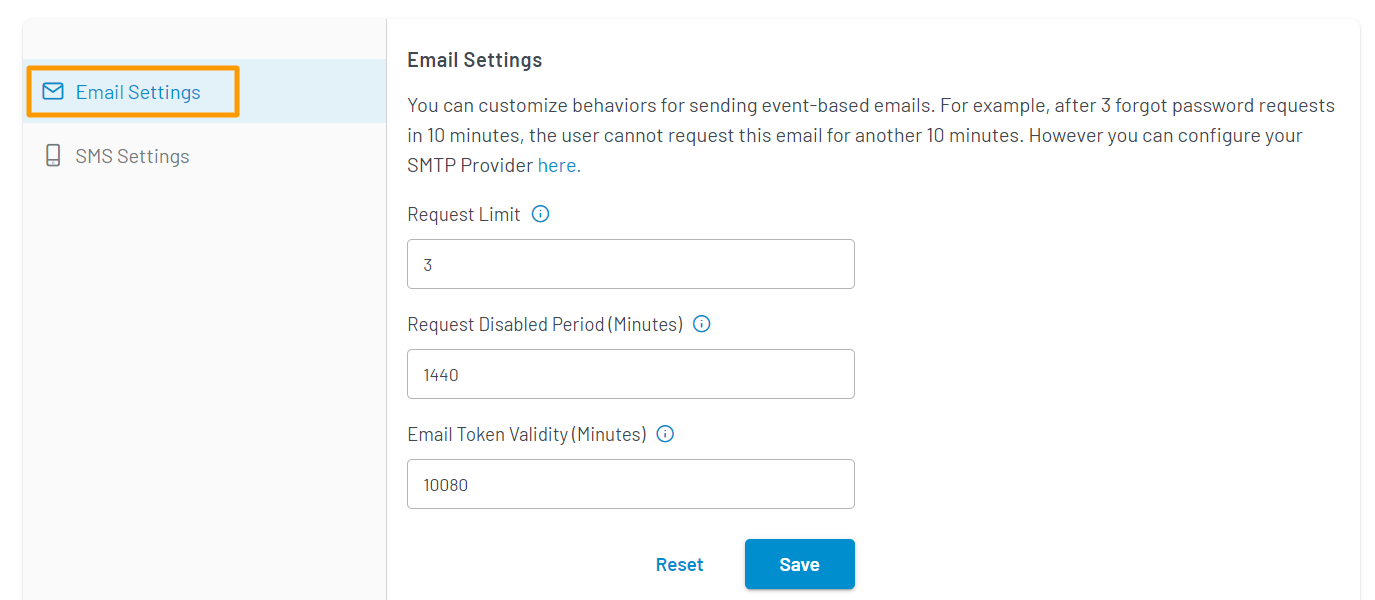 Email Settings
SMS Settings
Email Settings
You can customize behaviors for sending event-based emails. For example, after 3 forgot password requests
in 10 minutes, the user cannot request this email for another 10 minutes. However you can configure your
SMTP Provider here.
Request Limit
3
Request Disabled Period (Minutes)
1440
Email Token Validity (Minutes)
10080
Reset
Save